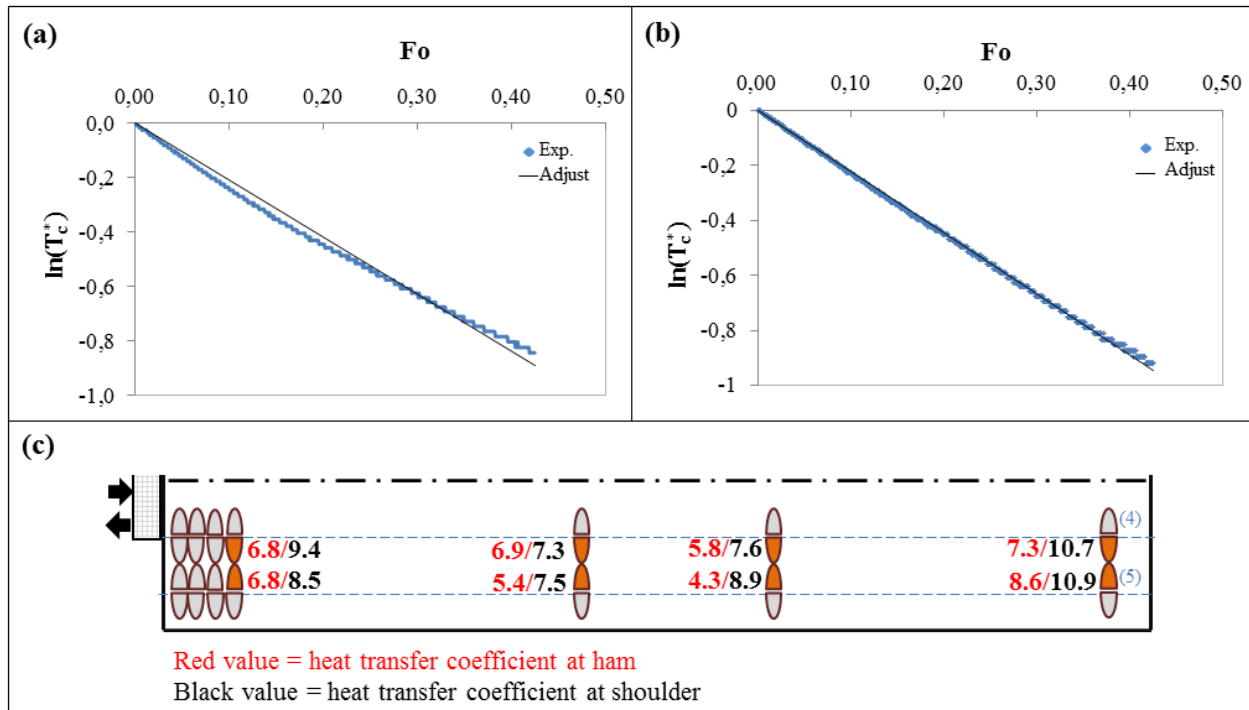 (a)
Fo
0,00 0,10 0,20 0,30 0,40 0,50
0,0
-0,2
-0,4
-0,6
-0,8
-1,0
ln(T*c)
Exp.
Adjust
(b)
Fo
0,00 0,10 0,20 0,30 0,40 0,50
0
-0,2
-0,4
-0,6
-0,8
-1
ln(T*c)
Exp.
Adjust
(c)
(4)
6.8/9.4 6.9/7.3 5.8/7.6 7.3/10.7
6.8/8.5 5.4/7.5 4.3/8.9 8.6/10.9 (5)
Red value = heat transfer coefficient at ham
Black value = heat transfer coefficient at shoulder